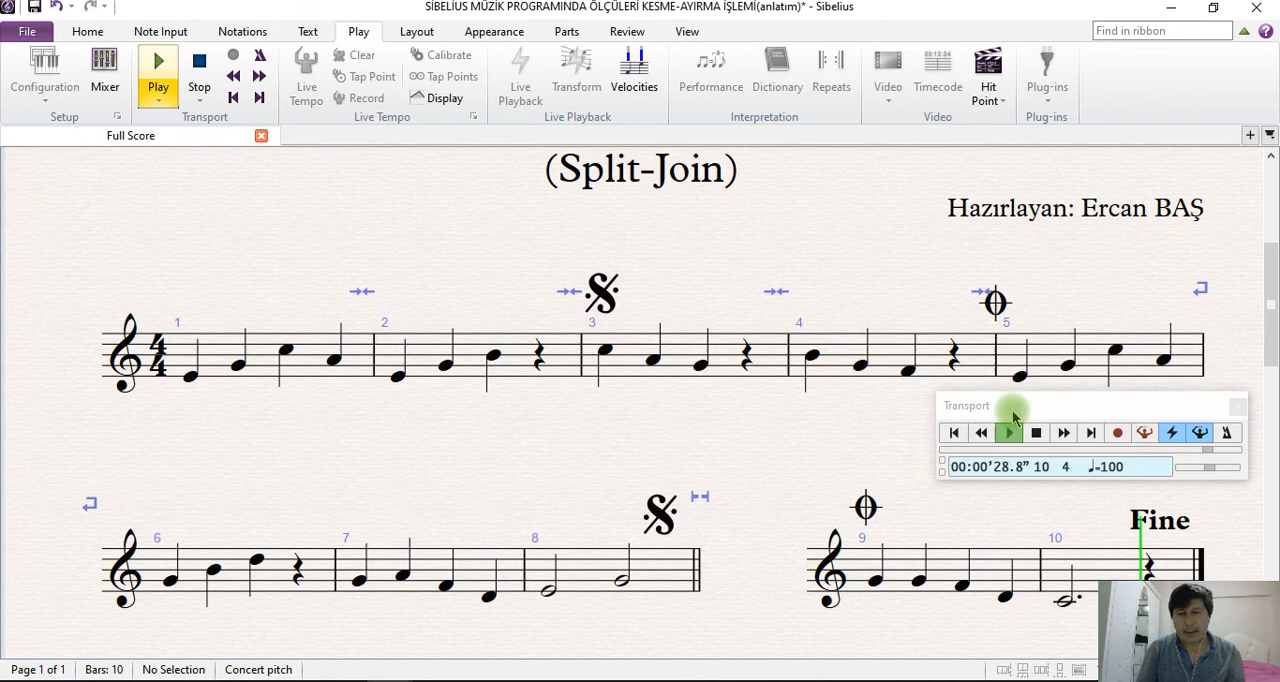 SİBELİUS MÜZİK PROGRAMINDA ÖLÇÜLERİ KESME-AYIRMA İŞLEMİ(anlatım)* - Sibelius
File Home Note Input Notations Text Play Layout Appearance Parts Review View Find in ribbon
Configuration Mixer Play Stop Live Tempo Clear Tap Point Record Calibrate Tap Points Display Live Playback Transform Velocities Performance Dictionary Repeats Video Timecode Hit Point Plug-ins
Setup Transport Live Tempo Live Playback Interpretation Video Plug-ins
Full Score
(Split-Join)
Hazırlayan: Ercan BAŞ
1 2 3 4 5
4
4
Transport
00:00'28.8" 10 4 ♩=100
Fine
6 7 8 9 10
Page 1 of 1 Bars: 10 No Selection Concert pitch